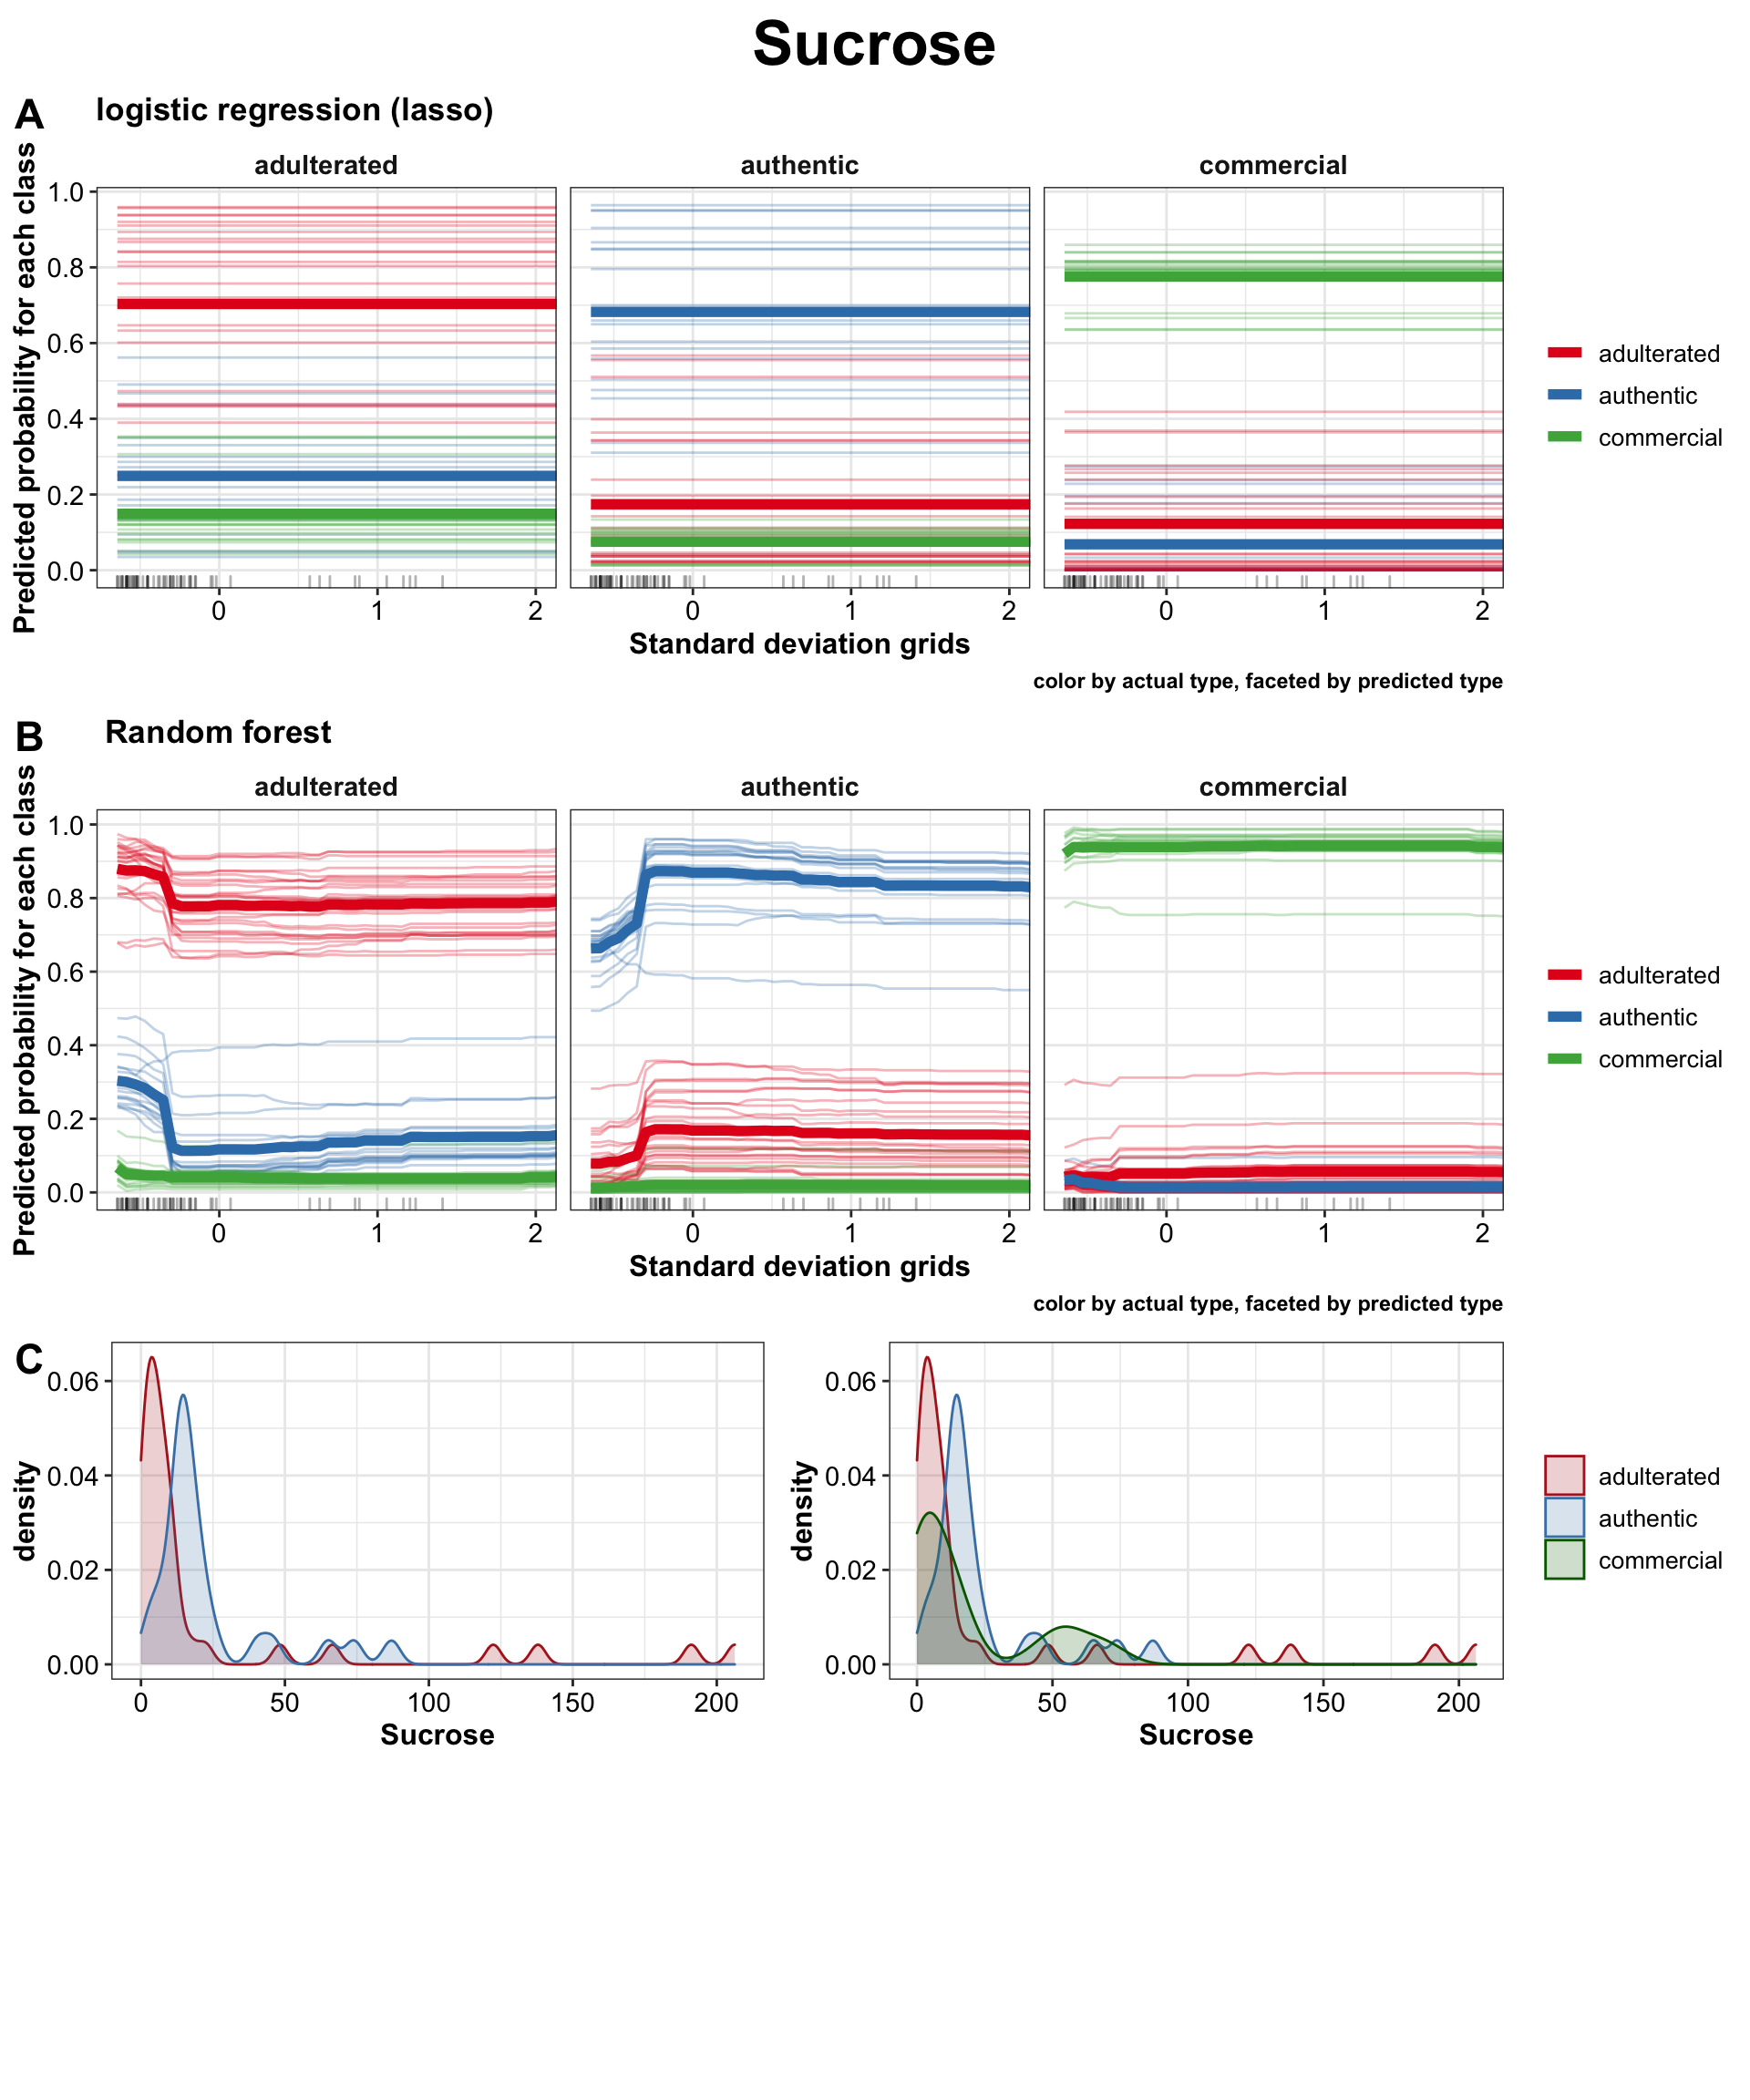 Sucrose
A
logistic regression (lasso)
adulterated
authentic
commercial
Predicted probability for each class
1.0
0.8
0.6
0.4
0.2
0.0
0 1 2
0 1 2
0 1 2
Standard deviation grids
color by actual type, faceted by predicted type
adulterated
authentic
commercial
B
Random forest
adulterated
authentic
commercial
Predicted probability for each class
1.0
0.8
0.6
0.4
0.2
0.0
0 1 2
0 1 2
0 1 2
Standard deviation grids
color by actual type, faceted by predicted type
adulterated
authentic
commercial
C
density
0.06
0.04
0.02
0.00
0 50 100 150 200
Sucrose
density
0.06
0.04
0.02
0.00
0 50 100 150 200
Sucrose
adulterated
authentic
commercial